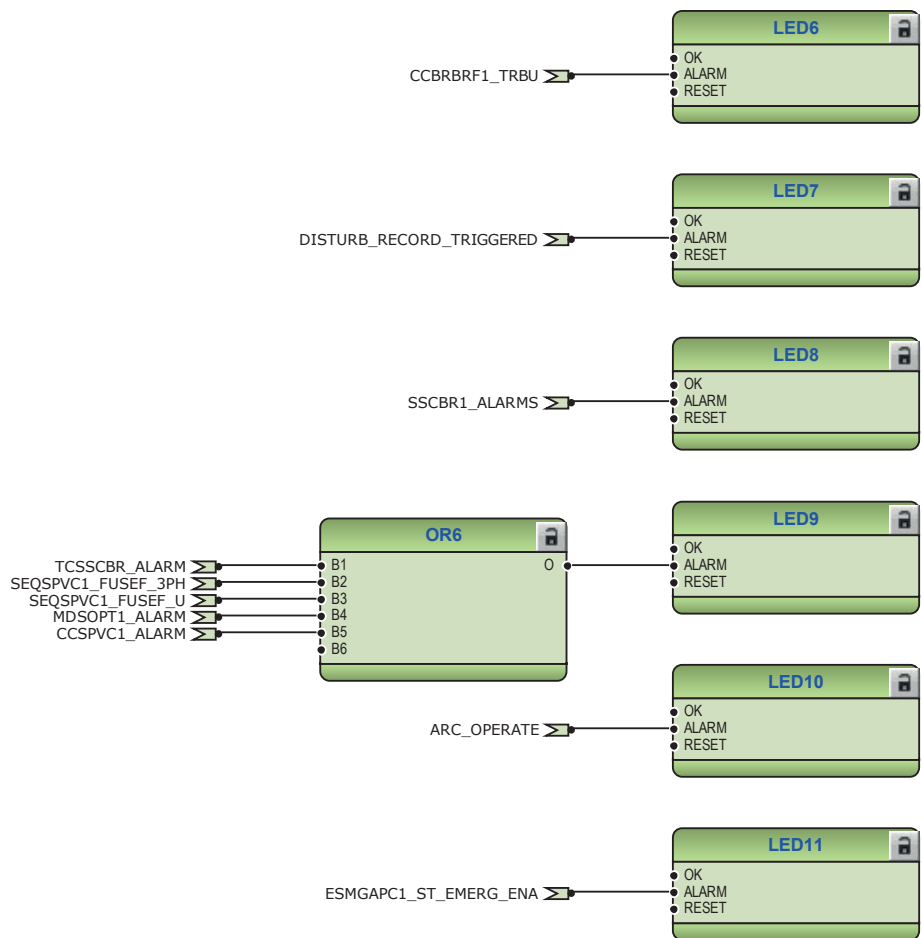 LED6
OK
CCBRBRF1_TRBU ALARM
RESET
LED7
OK
DISTURB_RECORD_TRIGGERED ALARM
RESET
LED8
OK
SSCBR1_ALARMS ALARM
RESET
OR6 LED9
OK
TCSSCBR_ALARM B1 O ALARM
SEQSPVC1_FUSEF_3PH B2 RESET
SEQSPVC1_FUSEF_U B3
MDSOPT1_ALARM B4
CCSPVC1_ALARM B5
B6
LED10
OK
ARC_OPERATE ALARM
RESET
LED11
OK
ESMGAPC1_ST_EMERG_ENA ALARM
RESET